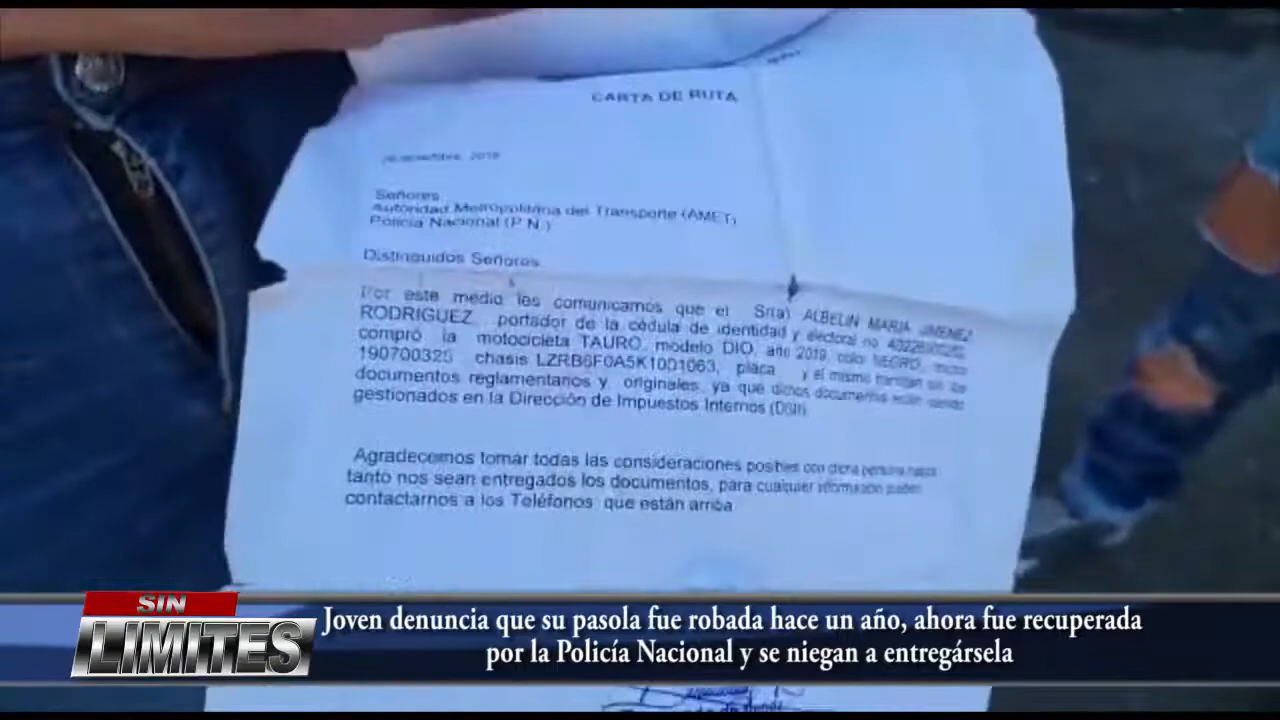 CARTA DE RUTA
2019
Señores
Autoridad Metropolitana del Transporte (AMET)
Policía Nacional (P.N.)
Distinguidos Señores
Por este medio les comunicamos que el Sr(a) ALBELIN MARIA JIMENEZ
RODRIGUEZ, portador de la cédula de identidad y electoral no.
compró la motocicleta TAURO, modelo DIO, año 2019, color NEGRO,
190700325 chasis LZRB6F0A5K1001063, placa y el mismo transitan sin los
documentos reglamentarios y originales, ya que dichos documentos están siendo
gestionados en la Dirección de Impuestos Internos (DGII).
Agradecemos tomar todas las consideraciones posibles con dicha persona hasta
tanto nos sean entregados los documentos, para cualquier información pueden
contactarnos a los Teléfonos que están arriba
SIN
LIMITES
Joven denuncia que su pasola fue robada hace un año, ahora fue recuperada
por la Policía Nacional y se niegan a entregársela